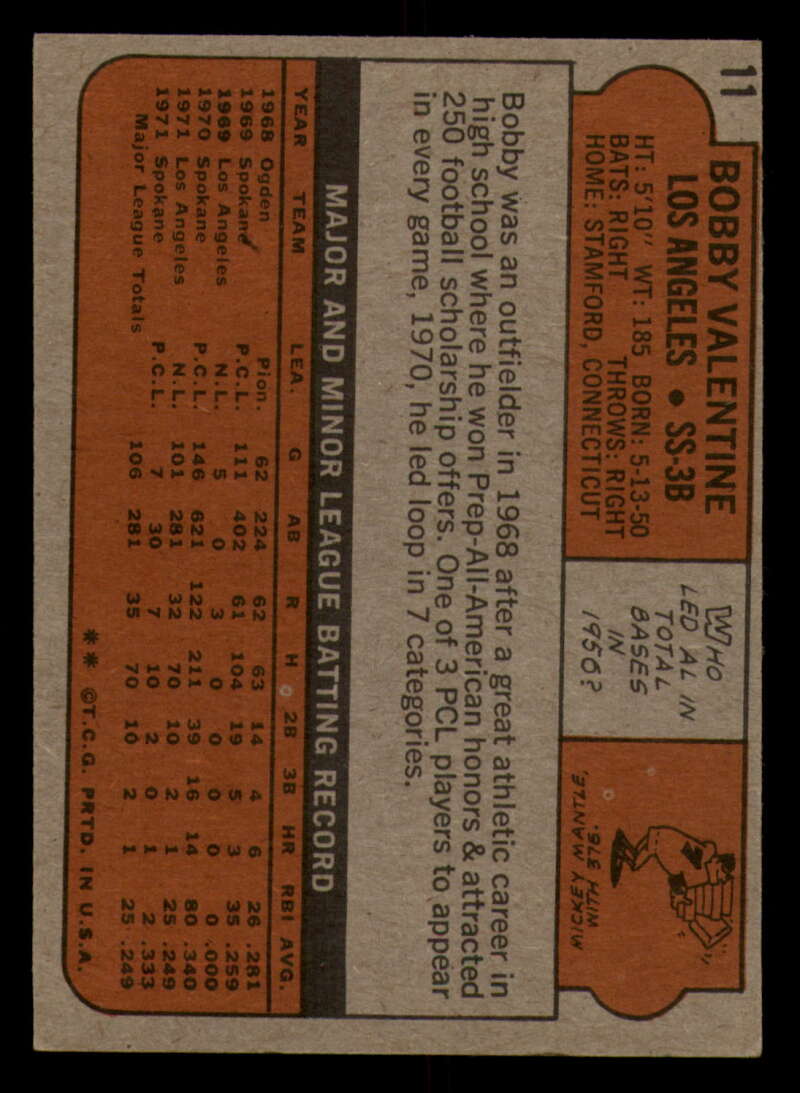 11
BOBBY VALENTINE
LOS ANGELES • SS-3B
HT: 5'10" WT: 185 BORN: 5-13-50
BATS: RIGHT THROWS: RIGHT
HOME: STAMFORD, CONNECTICUT
WHO
LED AL IN
TOTAL
BASES
IN
1956?
MICKEY MANTLE,
WITH 376.
Bobby was an outfielder in 1968 after a great athletic career in
high school where he won Prep-All-American honors & attracted
250 football scholarship offers. One of 3 PCL players to appear
in every game, 1970, he led loop in 7 categories.
MAJOR AND MINOR LEAGUE BATTING RECORD
YEAR TEAM LEA. G AB R H 2B 3B HR RBI AVG.
1968 Ogden Pion. 62 224 62 63 14 4 6 26 .281
1969 Spokane P.C.L. 111 402 61 104 19 5 3 35 .259
1969 Los Angeles N.L. 5 0 3 0 0 0 0 0 .000
1970 Spokane P.C.L. 146 621 122 211 39 16 14 80 .340
1971 Los Angeles N.L. 101 281 32 70 10 2 1 25 .249
1971 Spokane P.C.L. 7 30 7 10 2 0 1 2 .333
Major League Totals 106 281 35 70 10 2 1 25 .249
** ©T.C.G. PRTD. IN U.S.A.